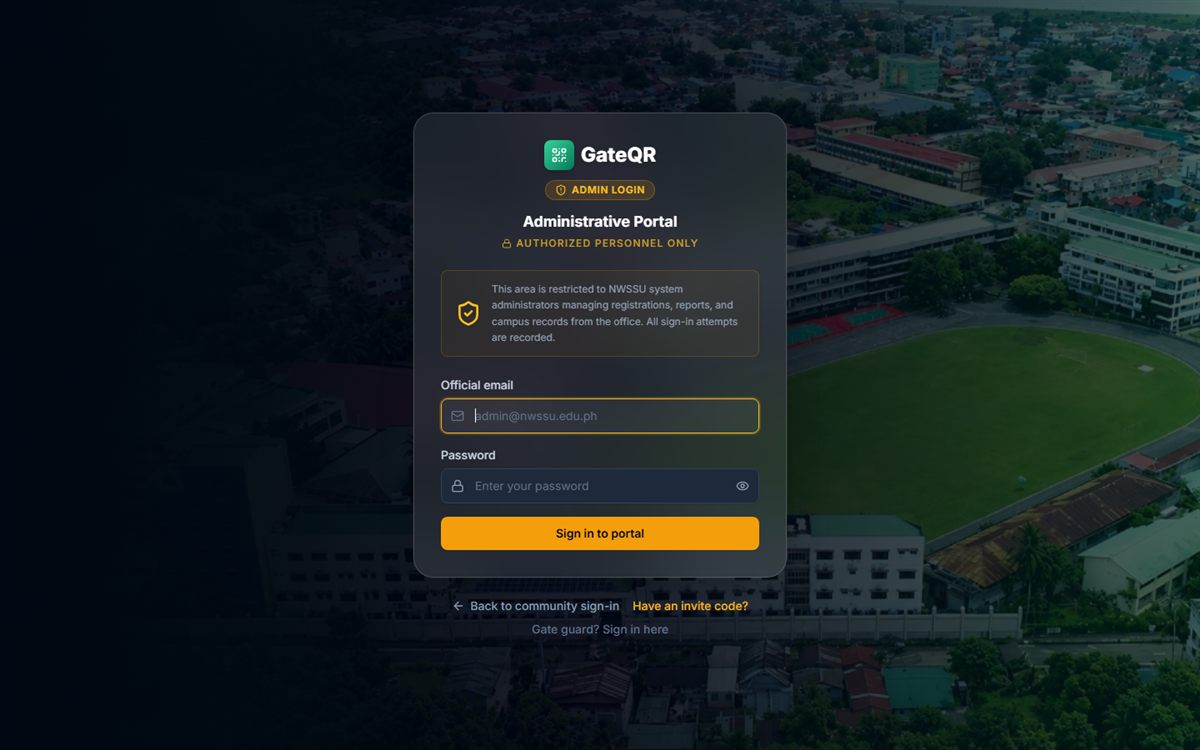 GateQR
ADMIN LOGIN
Administrative Portal
AUTHORIZED PERSONNEL ONLY
This area is restricted to NWSSU system
administrators managing registrations, reports, and
campus records from the office. All sign-in attempts
are recorded.
Official email
admin@nwssu.edu.ph
Password
Enter your password
Sign in to portal
Back to community sign-in Have an invite code?
Gate guard? Sign in here